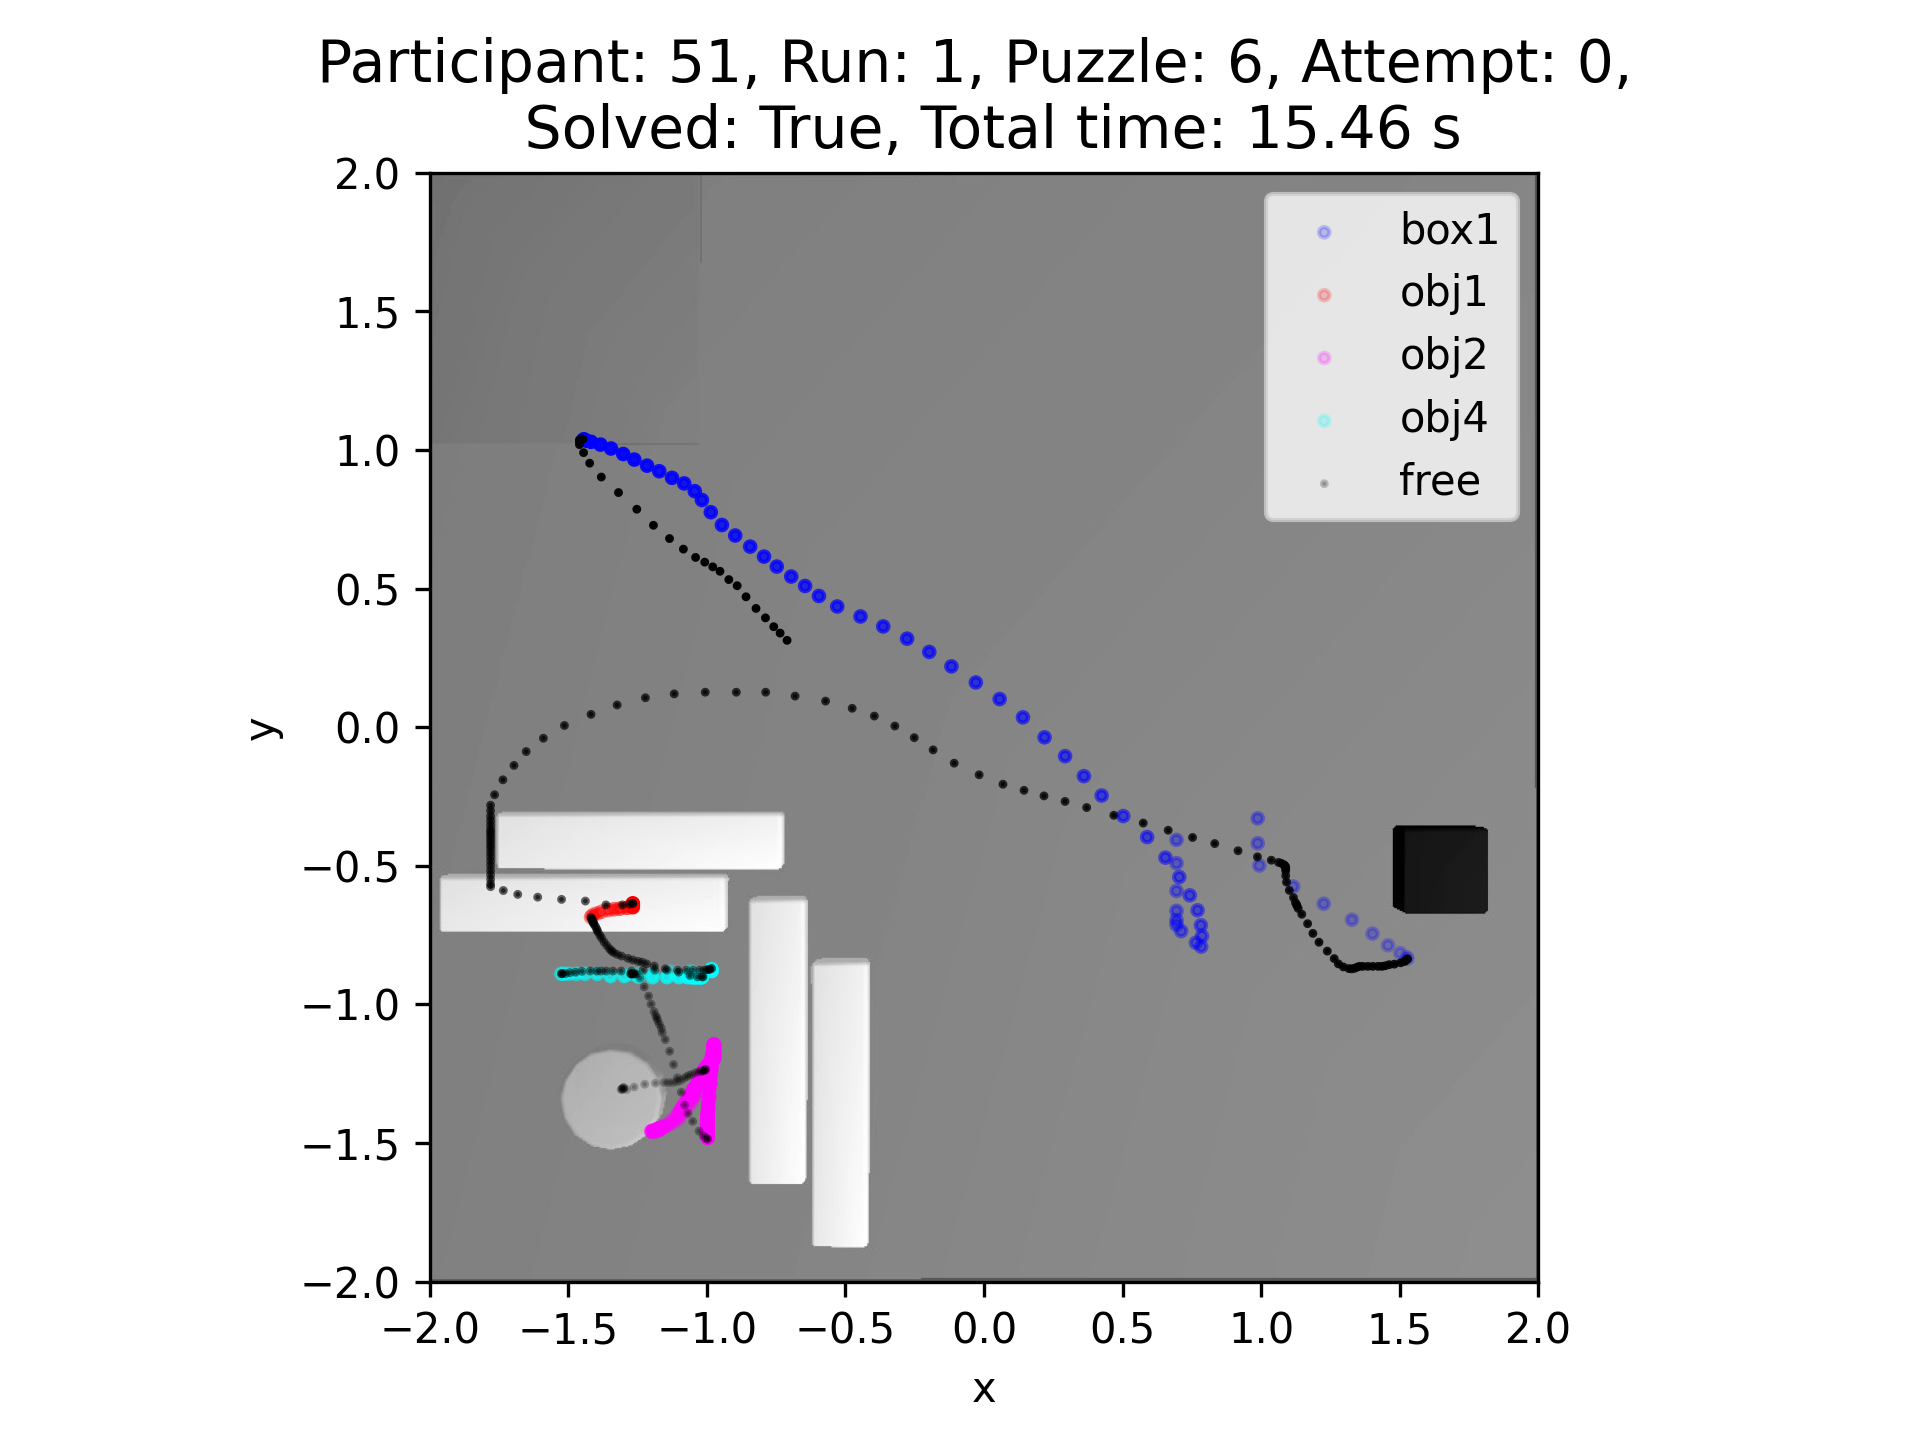 Participant: 51, Run: 1, Puzzle: 6, Attempt: 0,
Solved: True, Total time: 15.46 s
box1
obj1
obj2
obj4
free
2.0
1.5
1.0
0.5
0.0
−0.5
−1.0
−1.5
−2.0
y
−2.0 −1.5 −1.0 −0.5 0.0 0.5 1.0 1.5 2.0
x